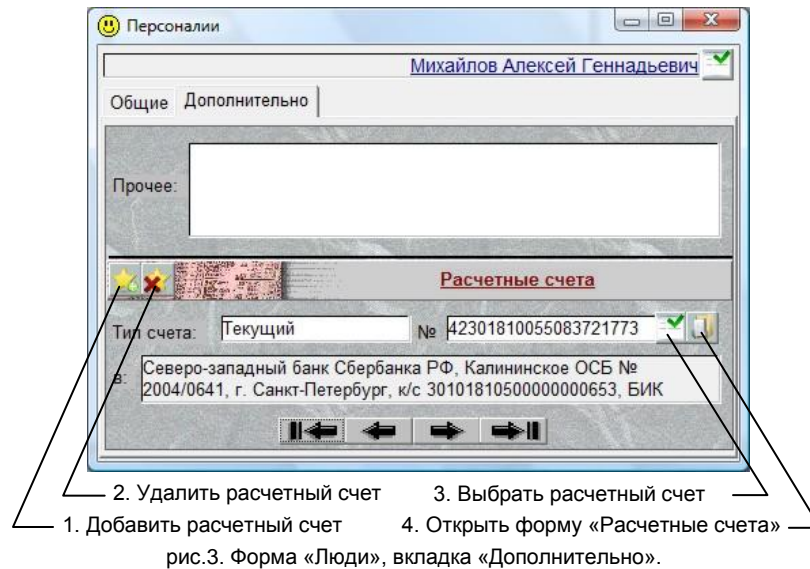 Персоналии
Михайлов Алексей Геннадьевич
Общие Дополнительно
Прочее:
Расчетные счета
Тип счета: Текущий № 42301810055083721773
в: Северо-западный банк Сбербанка РФ, Калининское ОСБ №
2004/0641, г. Санкт-Петербург, к/с 30101810500000000653, БИК
2. Удалить расчетный счет 3. Выбрать расчетный счет
1. Добавить расчетный счет 4. Открыть форму «Расчетные счета»
рис.3. Форма «Люди», вкладка «Дополнительно».